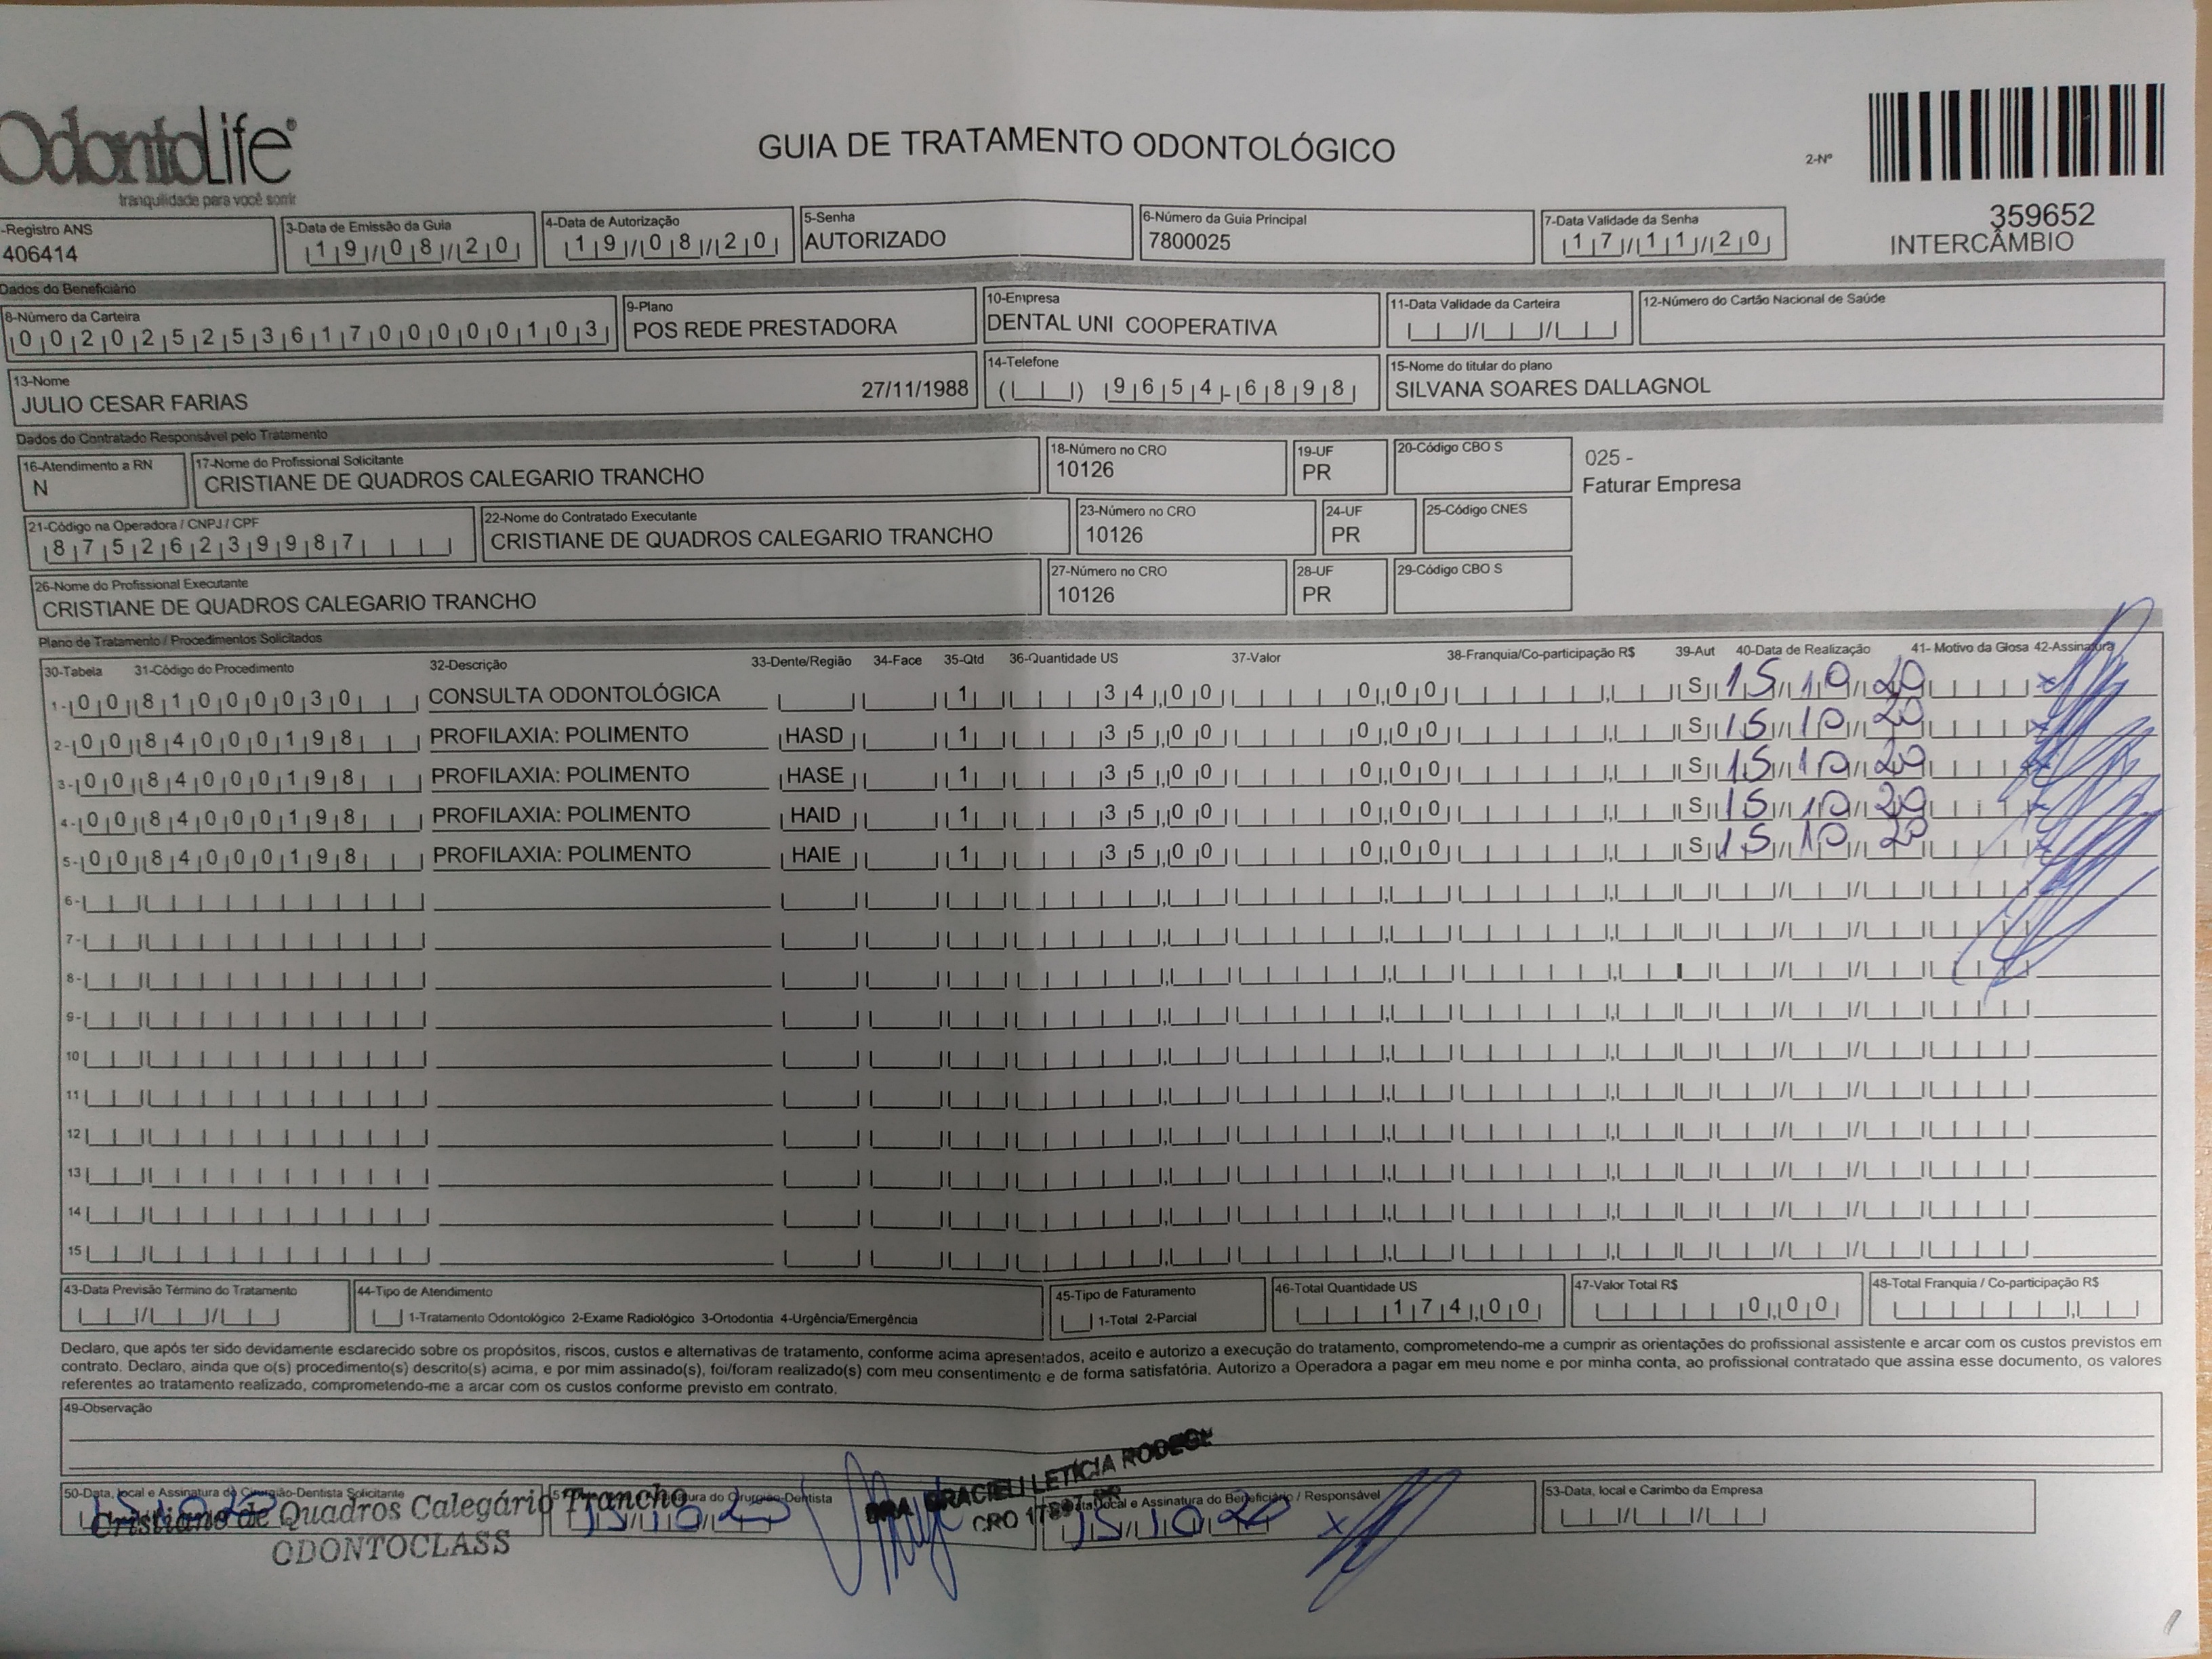 OdontoLife®
tranquilidade para você sorrir
GUIA DE TRATAMENTO ODONTOLÓGICO
2-Nº
359652
INTERCÂMBIO
-Registro ANS
406414
3-Data de Emissão da Guia
19/08/20
4-Data de Autorização
19/08/20
5-Senha
AUTORIZADO
6-Número da Guia Principal
7800025
7-Data Validade da Senha
17/11/20
Dados do Beneficiário
8-Número da Carteira
00202525361700000103
9-Plano
POS REDE PRESTADORA
10-Empresa
DENTAL UNI COOPERATIVA
11-Data Validade da Carteira
12-Número do Cartão Nacional de Saúde
13-Nome
JULIO CESAR FARIAS 27/11/1988
14-Telefone
( ) 9654-6898
15-Nome do titular do plano
SILVANA SOARES DALLAGNOL
Dados do Contratado Responsável pelo Tratamento
16-Atendimento a RN
N
17-Nome do Profissional Solicitante
CRISTIANE DE QUADROS CALEGARIO TRANCHO
18-Número no CRO
10126
19-UF
PR
20-Código CBO S
025 -
Faturar Empresa
21-Código na Operadora / CNPJ / CPF
87526239987
22-Nome do Contratado Executante
CRISTIANE DE QUADROS CALEGARIO TRANCHO
23-Número no CRO
10126
24-UF
PR
25-Código CNES
26-Nome do Profissional Executante
CRISTIANE DE QUADROS CALEGARIO TRANCHO
27-Número no CRO
10126
28-UF
PR
29-Código CBO S
Plano de Tratamento / Procedimentos Solicitados
30-Tabela 31-Código do Procedimento 32-Descrição 33-Dente/Região 34-Face 35-Qtd 36-Quantidade US 37-Valor 38-Franquia/Co-participação R$ 39-Aut 40-Data de Realização 41- Motivo da Glosa 42-Assinatura
1- 00 81000030 CONSULTA ODONTOLÓGICA 1 34,00 0,00 S 15/10/20 x
2- 00 84000198 PROFILAXIA: POLIMENTO HASD 1 35,00 0,00 S 15/10/20 x
3- 00 84000198 PROFILAXIA: POLIMENTO HASE 1 35,00 0,00 S 15/10/20 x
4- 00 84000198 PROFILAXIA: POLIMENTO HAID 1 35,00 0,00 S 15/10/20 x
5- 00 84000198 PROFILAXIA: POLIMENTO HAIE 1 35,00 0,00 S 15/10/20 x
6-
7-
8-
9-
10
11
12
13
14
15
43-Data Previsão Término do Tratamento
44-Tipo de Atendimento
1-Tratamento Odontológico 2-Exame Radiológico 3-Ortodontia 4-Urgência/Emergência
45-Tipo de Faturamento
1-Total 2-Parcial
46-Total Quantidade US
174,00
47-Valor Total R$
0,00
48-Total Franquia / Co-participação R$
Declaro, que após ter sido devidamente esclarecido sobre os propósitos, riscos, custos e alternativas de tratamento, conforme acima apresentados, aceito e autorizo a execução do tratamento, comprometendo-me a cumprir as orientações do profissional assistente e arcar com os custos previstos em
contrato. Declaro, ainda que o(s) procedimento(s) descrito(s) acima, e por mim assinado(s), foi/foram realizado(s) com meu consentimento e de forma satisfatória. Autorizo a Operadora a pagar em meu nome e por minha conta, ao profissional contratado que assina esse documento, os valores
referentes ao tratamento realizado, comprometendo-me a arcar com os custos conforme previsto em contrato.
49-Observação
50-Data, local e Assinatura do Cirurgião-Dentista Solicitante
15 10 20
Cristiane de Quadros Calegário Trancho
ODONTOCLASS
do Cirurgião-Dentista
15/10/20
DRA. GRACIELI LETÍCIA
CRO
local e Assinatura do Beneficiário / Responsável
15/10/20 x
53-Data, local e Carimbo da Empresa